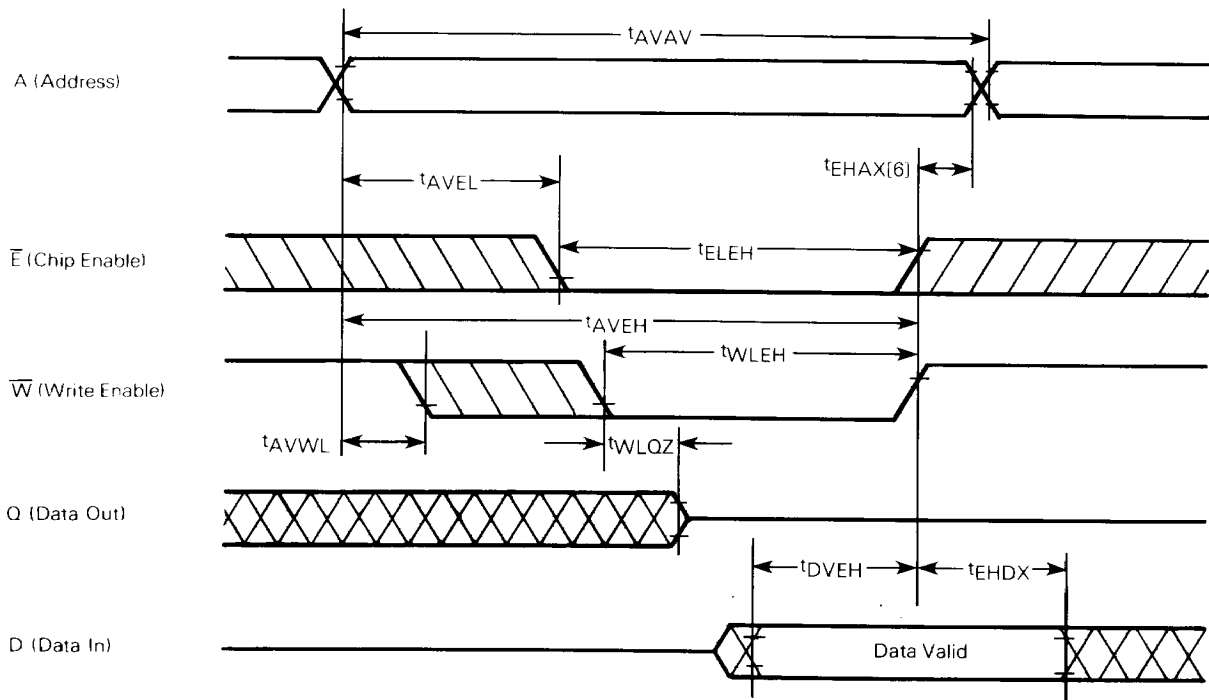 tAVAV
A (Address)
tEHAX[6]
tAVEL
E̅ (Chip Enable)
tELEH
tAVEH
tWLEH
W̅ (Write Enable)
tAVWL
tWLQZ
Q (Data Out)
tDVEH
tEHDX
D (Data In)
Data Valid